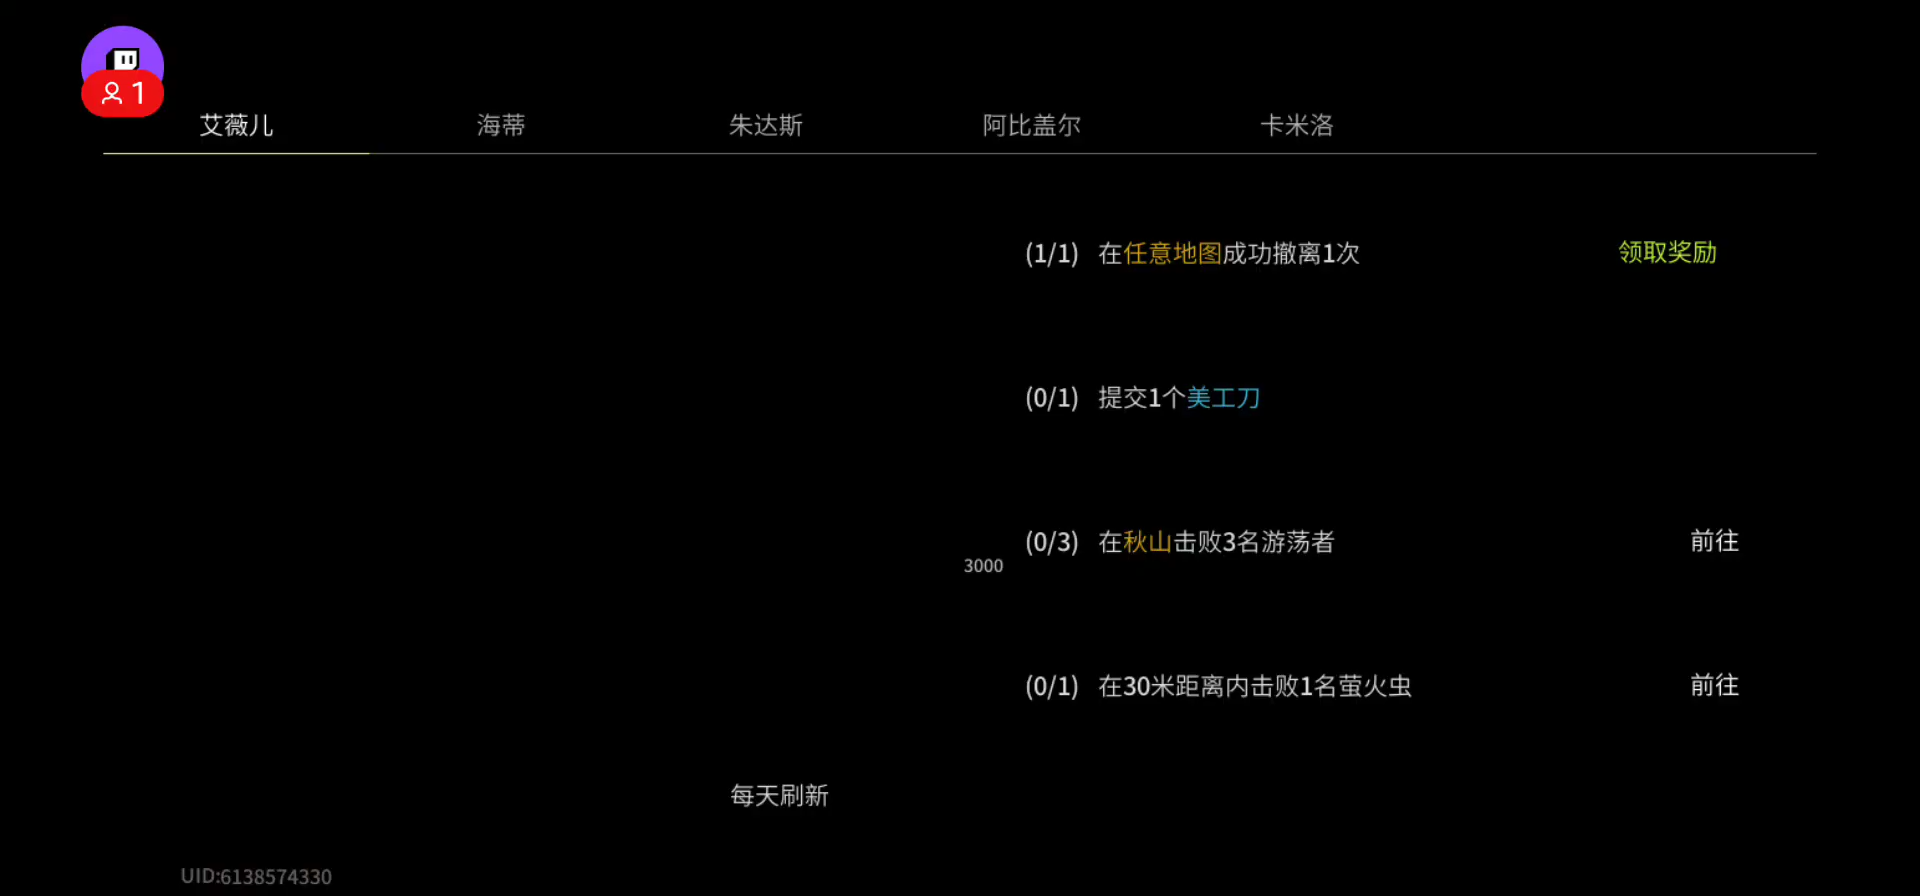 1
艾薇儿 海蒂 朱达斯 阿比盖尔 卡米洛
(1/1) 在任意地图成功撤离1次 领取奖励
(0/1) 提交1个美工刀
(0/3) 在秋山击败3名游荡者 前往
3000
(0/1) 在30米距离内击败1名萤火虫 前往
每天刷新
UID:6138574330